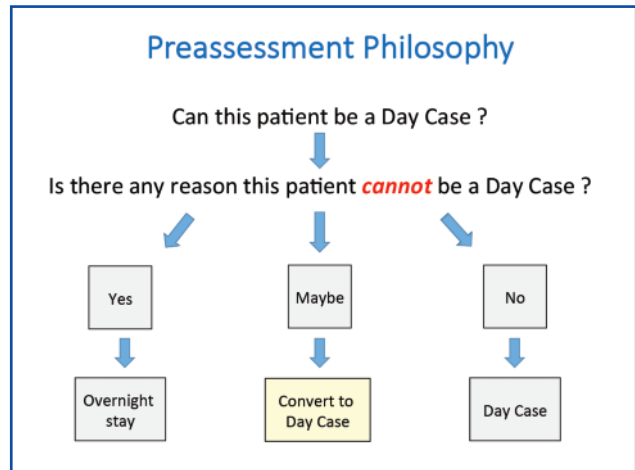 Preassessment Philosophy
Can this patient be a Day Case ?
Is there any reason this patient cannot be a Day Case ?
Yes
Maybe
No
Overnight
stay
Convert to
Day Case
Day Case